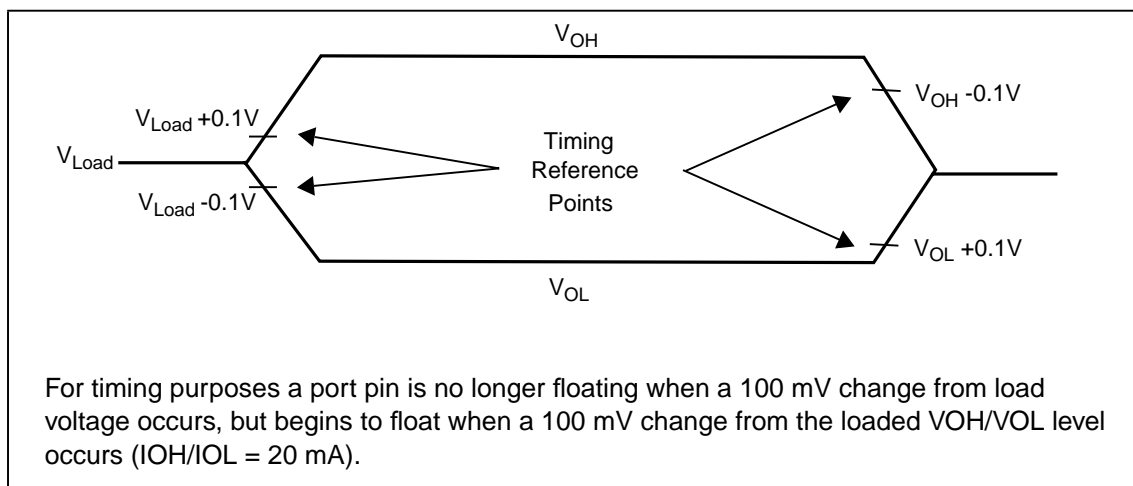 VOH
VLoad +0.1V
VOH -0.1V
Timing
VLoad
Reference
VLoad -0.1V
Points
VOL +0.1V
VOL
For timing purposes a port pin is no longer floating when a 100 mV change from load
voltage occurs, but begins to float when a 100 mV change from the loaded VOH/VOL level
occurs (IOH/IOL = 20 mA).